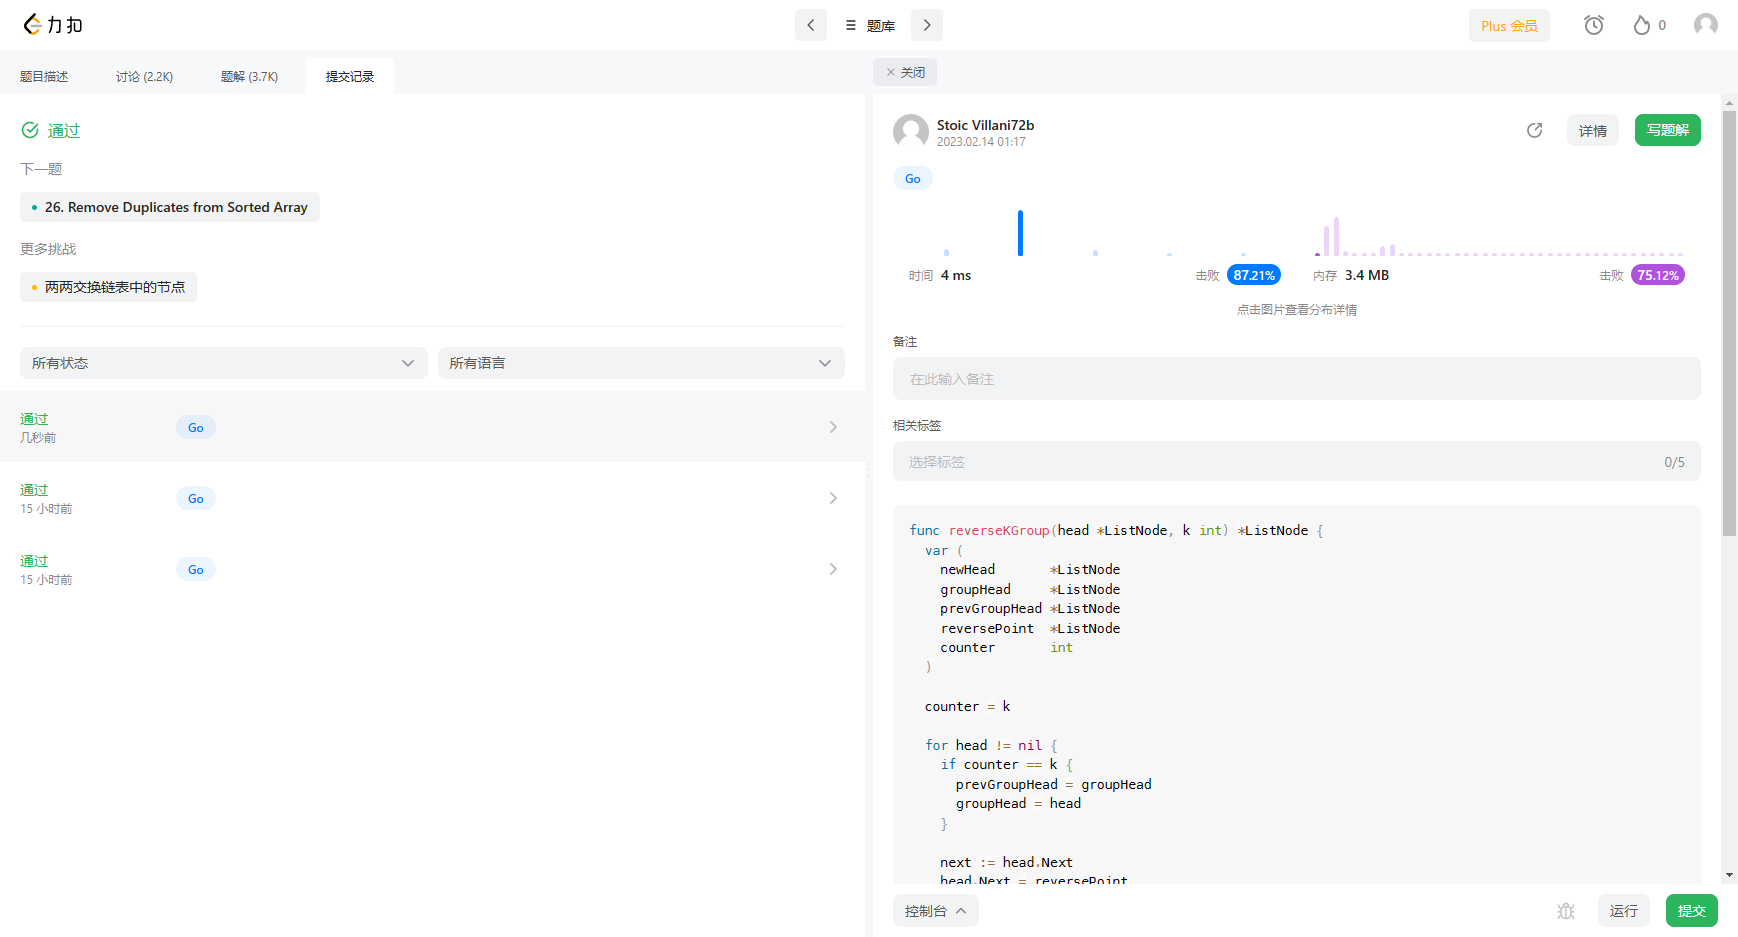 力扣
题库
Plus 会员
0
题目描述
讨论 (2.2K)
题解 (3.7K)
提交记录
通过
下一题
26. Remove Duplicates from Sorted Array
更多挑战
两两交换链表中的节点
所有状态
所有语言
通过
几秒前
Go
通过
15 小时前
Go
通过
15 小时前
Go
关闭
Stoic Villani72b
2023.02.14 01:17
详情
写题解
Go
时间 4 ms
击败 87.21%
内存 3.4 MB
击败 75.12%
点击图片查看分布详情
备注
在此输入备注
相关标签
选择标签
0/5
func reverseKGroup(head *ListNode, k int) *ListNode {
var (
newHead *ListNode
groupHead *ListNode
prevGroupHead *ListNode
reversePoint *ListNode
counter int
)
counter = k
for head != nil {
if counter == k {
prevGroupHead = groupHead
groupHead = head
}
next := head.Next
head.Next = reversePoint
控制台
运行
提交